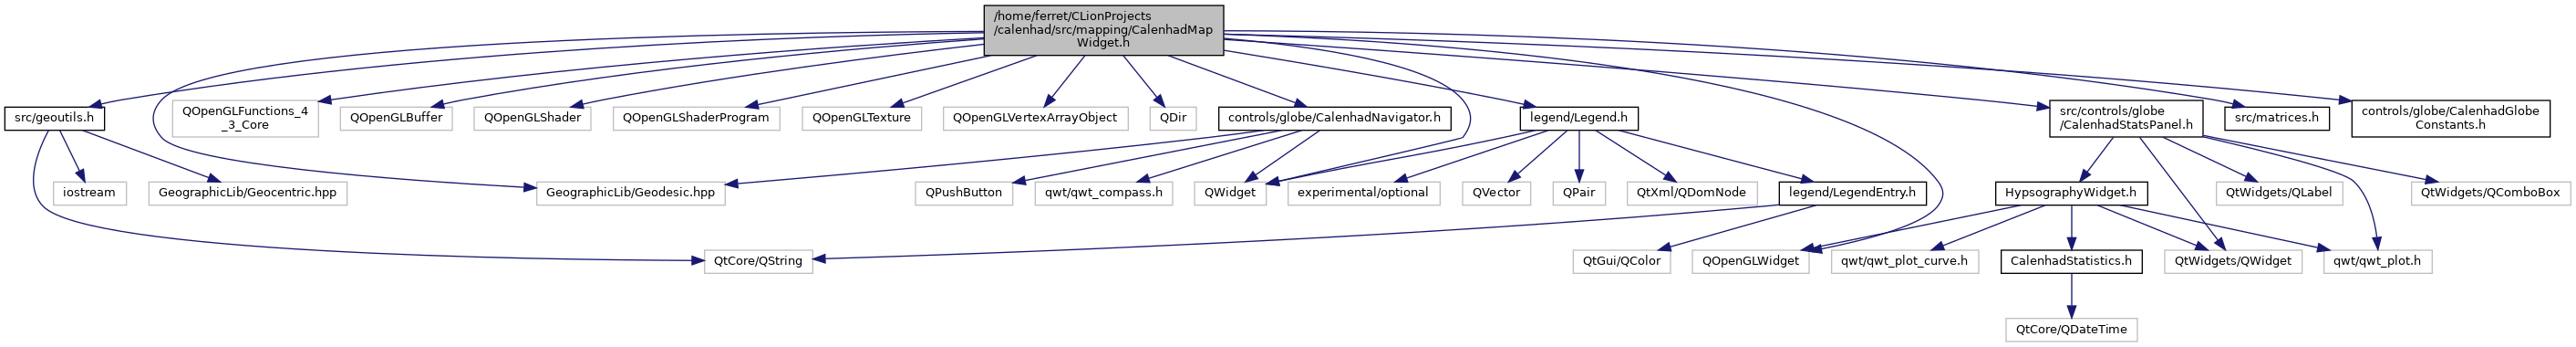 /home/ferret/CLionProjects
/calenhad/src/mapping/CalenhadMap
Widget.h
src/geoutils.h
QOpenGLFunctions_4
_3_Core
QOpenGLBuffer
QOpenGLShader
QOpenGLShaderProgram
QOpenGLTexture
QOpenGLVertexArrayObject
QDir
controls/globe/CalenhadNavigator.h
legend/Legend.h
src/controls/globe
/CalenhadStatsPanel.h
src/matrices.h
controls/globe/CalenhadGlobe
Constants.h
iostream
GeographicLib/Geocentric.hpp
GeographicLib/Geodesic.hpp
QPushButton
qwt/qwt_compass.h
QWidget
experimental/optional
QVector
QPair
QtXml/QDomNode
legend/LegendEntry.h
HypsographyWidget.h
QtWidgets/QLabel
QtWidgets/QComboBox
QtCore/QString
QtGui/QColor
QOpenGLWidget
qwt/qwt_plot_curve.h
CalenhadStatistics.h
QtWidgets/QWidget
qwt/qwt_plot.h
QtCore/QDateTime